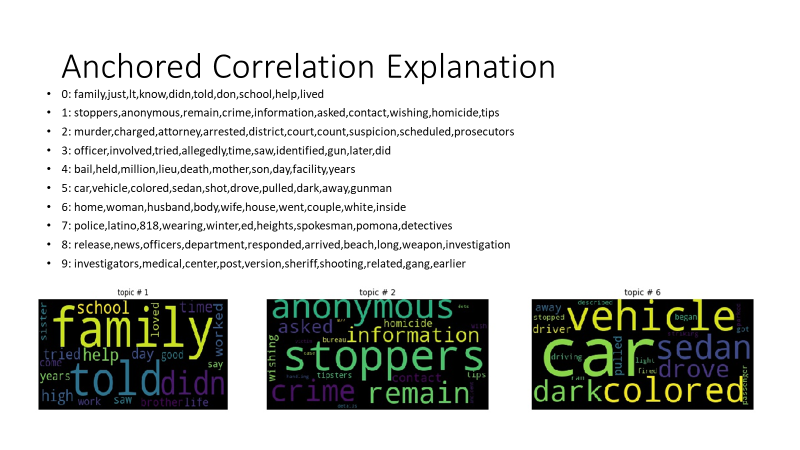 Anchored Correlation Explanation
• 0: family,just,lt,know,didn,told,don,school,help,lived
• 1: stoppers,anonymous,remain,crime,information,asked,contact,wishing,homicide,tips
• 2: murder,charged,attorney,arrested,district,court,count,suspicion,scheduled,prosecutors
• 3: officer,involved,tried,allegedly,time,saw,identified,gun,later,did
• 4: bail,held,million,lieu,death,mother,son,day,facility,years
• 5: car,vehicle,colored,sedan,shot,drove,pulled,dark,away,gunman
• 6: home,woman,husband,body,wife,house,went,couple,white,inside
• 7: police,latino,818,wearing,winter,ed,heights,spokesman,pomona,detectives
• 8: release,news,officers,department,responded,arrived,beach,long,weapon,investigation
• 9: investigators,medical,center,post,version,sheriff,shooting,related,gang,earlier
topic # 1
sister school loved time
family worked
tried help day good
come say
years told didn
high work saw brother life
topic # 2
anonymous
asked homicide
wishing bureau information
stoppers
tipsters contact tips
crime remain
topic # 6
away described
stopped vehicle began
driver
car pulled sedan
driving light drove
fired
dark colored passenger